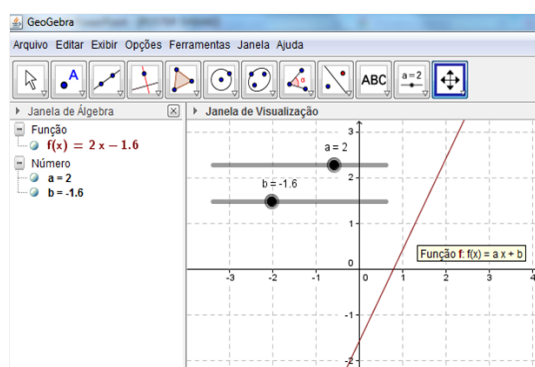 GeoGebra
Arquivo Editar Exibir Opções Ferramentas Janela Ajuda
A
ABC
a=2
Janela de Álgebra
Função
f(x) = 2 x − 1.6
Número
a = 2
b = -1.6
Janela de Visualização
a = 2
b = -1.6
Função f: f(x) = a x + b
3
2
1
0
-3 -2 -1 0 1 2 3 4
-1
-2